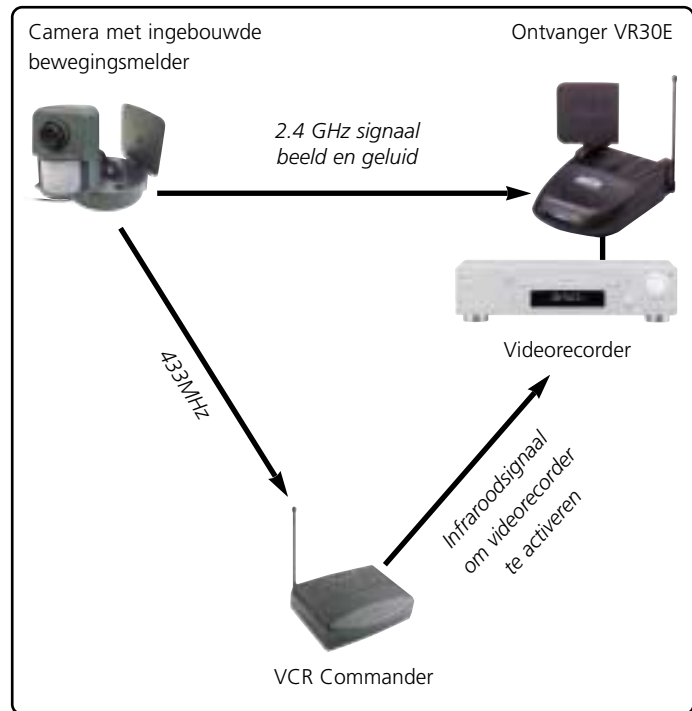 Camera met ingebouwde
bewegingsmelder
Ontvanger VR30E
2.4 GHz signaal
beeld en geluid
Videorecorder
433MHz
Infraroodsignaal
om videorecorder
te activeren
VCR Commander